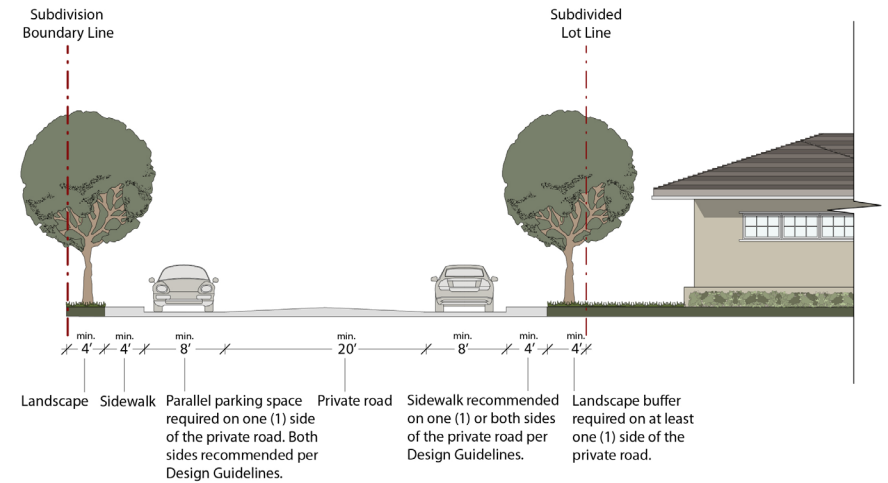 Subdivision
Boundary Line
Subdivided
Lot Line
min.
4'
min.
4'
min.
8'
min.
20'
min.
8'
min.
4'
min.
4'
Landscape
Sidewalk
Parallel parking space
required on one (1) side
of the private road. Both
sides recommended per
Design Guidelines.
Private road
Sidewalk recommended
on one (1) or both sides
of the private road per
Design Guidelines.
Landscape buffer
required on at least
one (1) side of the
private road.